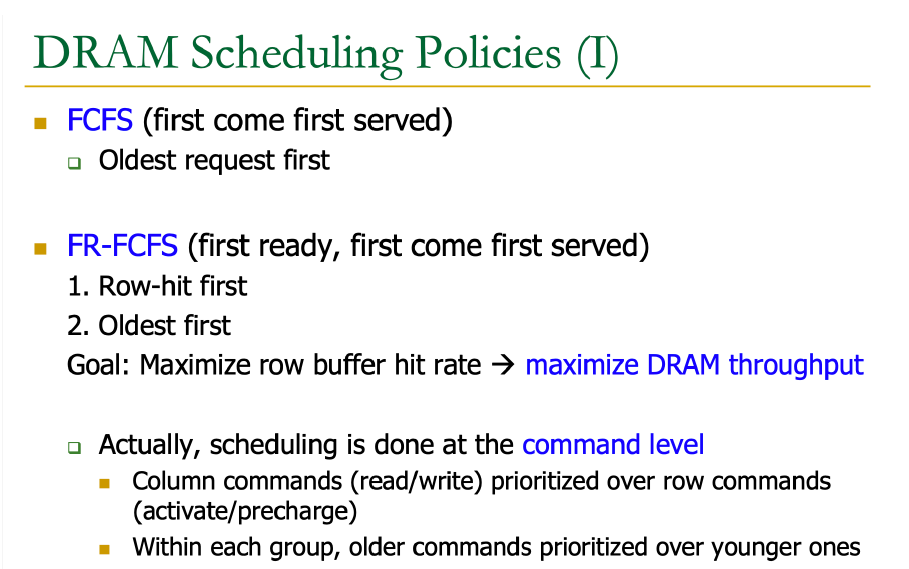 DRAM Scheduling Policies (I)
FCFS (first come first served)
Oldest request first
FR-FCFS (first ready, first come first served)
1. Row-hit first
2. Oldest first
Goal: Maximize row buffer hit rate → maximize DRAM throughput
Actually, scheduling is done at the command level
Column commands (read/write) prioritized over row commands
(activate/precharge)
Within each group, older commands prioritized over younger ones